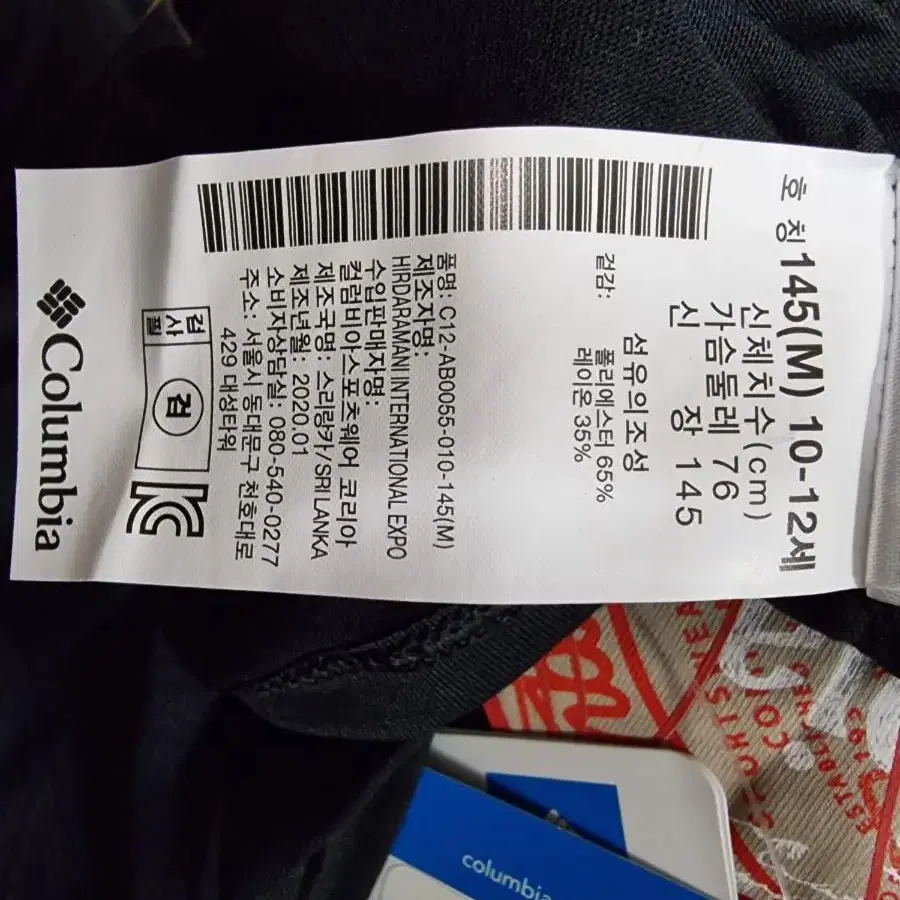 호 칭 145(M) 10-12세
신체치수(cm)
가슴둘레 76
신 장 145
섬유의조성
겉감: 폴리에스터 65%
레이온 35%
품명: C12-AB0055-010-145(M)
제조자명:
HIRDARAMANI INTERNATIONAL EXPO
수입판매자명:
컬럼비아스포츠웨어 코리아
제조국명: 스리랑카/SRI LANKA
제조년월: 2020.01
소비자상담실: 080-540-0277
주소: 서울시 동대문구 천호대로
429 대성타워
검사필
검
Columbia
columbia